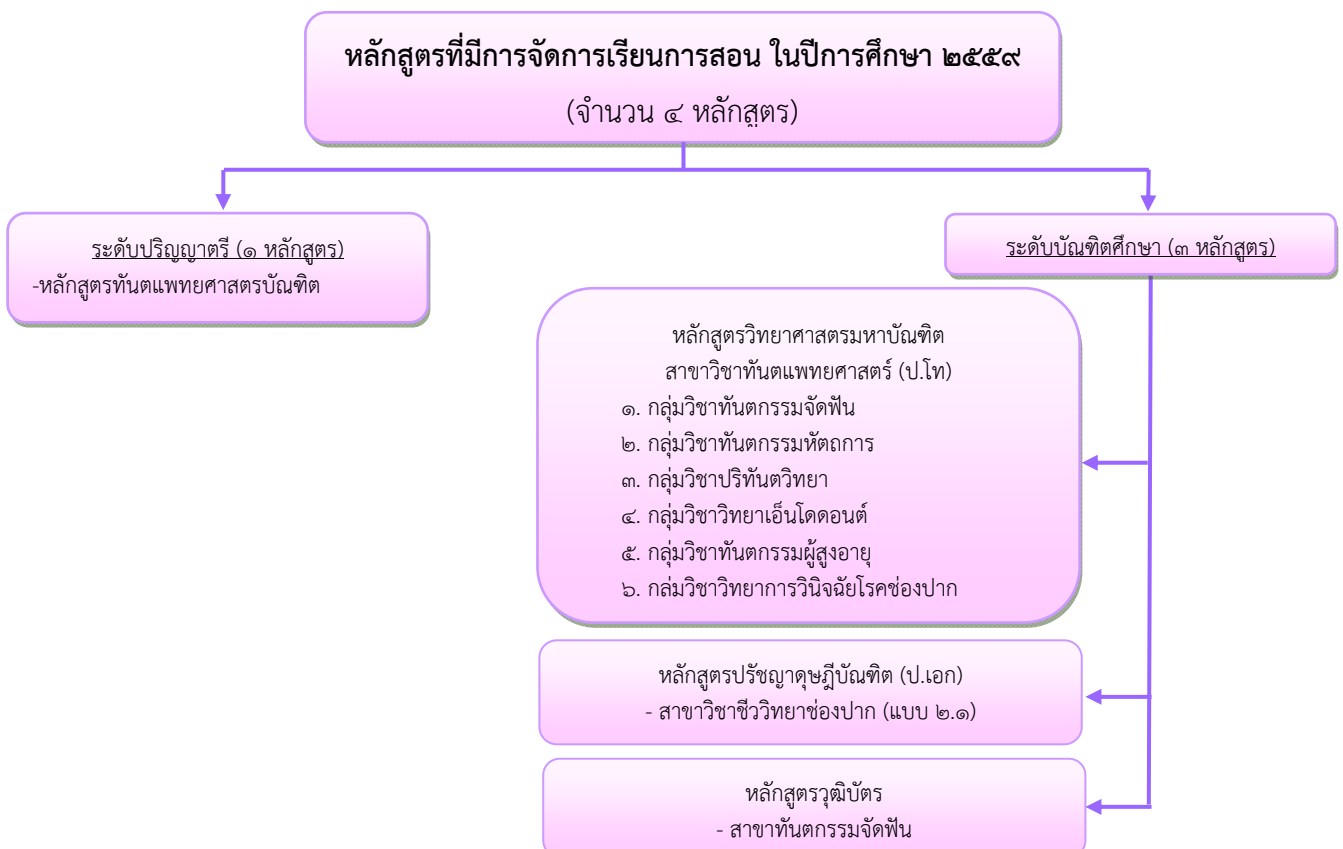 หลักสูตรที่มีการจัดการเรียนการสอน ในปีการศึกษา ๒๕๕๙
(จำนวน ๔ หลักสูตร)
ระดับปริญญาตรี (๑ หลักสูตร)
-หลักสูตรทันตแพทยศาสตรบัณฑิต
ระดับบัณฑิตศึกษา (๓ หลักสูตร)
หลักสูตรวิทยาศาสตรมหาบัณฑิต
สาขาวิชาทันตแพทยศาสตร์ (ป.โท)
๑. กลุ่มวิชาทันตกรรมจัดฟัน
๒. กลุ่มวิชาทันตกรรมหัตถการ
๓. กลุ่มวิชาปริทันตวิทยา
๔. กลุ่มวิชาวิทยาเอ็นโดดอนต์
๕. กลุ่มวิชาทันตกรรมผู้สูงอายุ
๖. กลุ่มวิชาวิทยาการวินิจฉัยโรคช่องปาก
หลักสูตรปรัชญาดุษฎีบัณฑิต (ป.เอก)
- สาขาวิชาชีววิทยาช่องปาก (แบบ ๒.๑)
หลักสูตรวุฒิบัตร
- สาขาทันตกรรมจัดฟัน